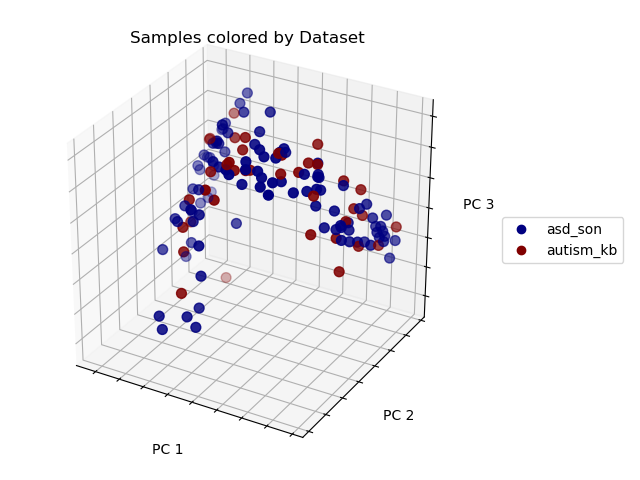 Samples colored by Dataset
PC 3
asd_son
autism_kb
PC 2
PC 1